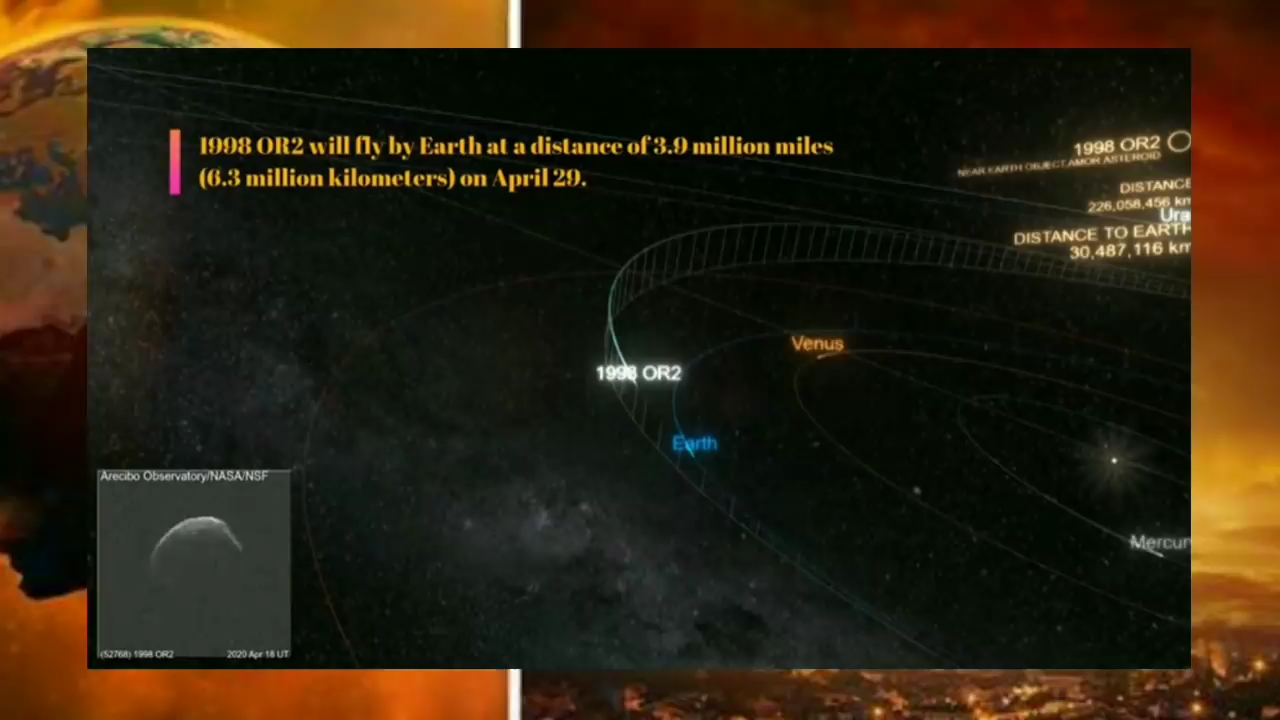 1998 OR2 will fly by Earth at a distance of 3.9 million miles
(6.3 million kilometers) on April 29.
1998 OR2
NEAR EARTH OBJECT AMOR ASTEROID
DISTANCE
226,058,456 km
Ura
DISTANCE TO EARTH
30,487,116 km
Venus
1998 OR2
Earth
Arecibo Observatory/NASA/NSF
Mercur
(52768) 1998 OR2
2020 Apr 18 UT